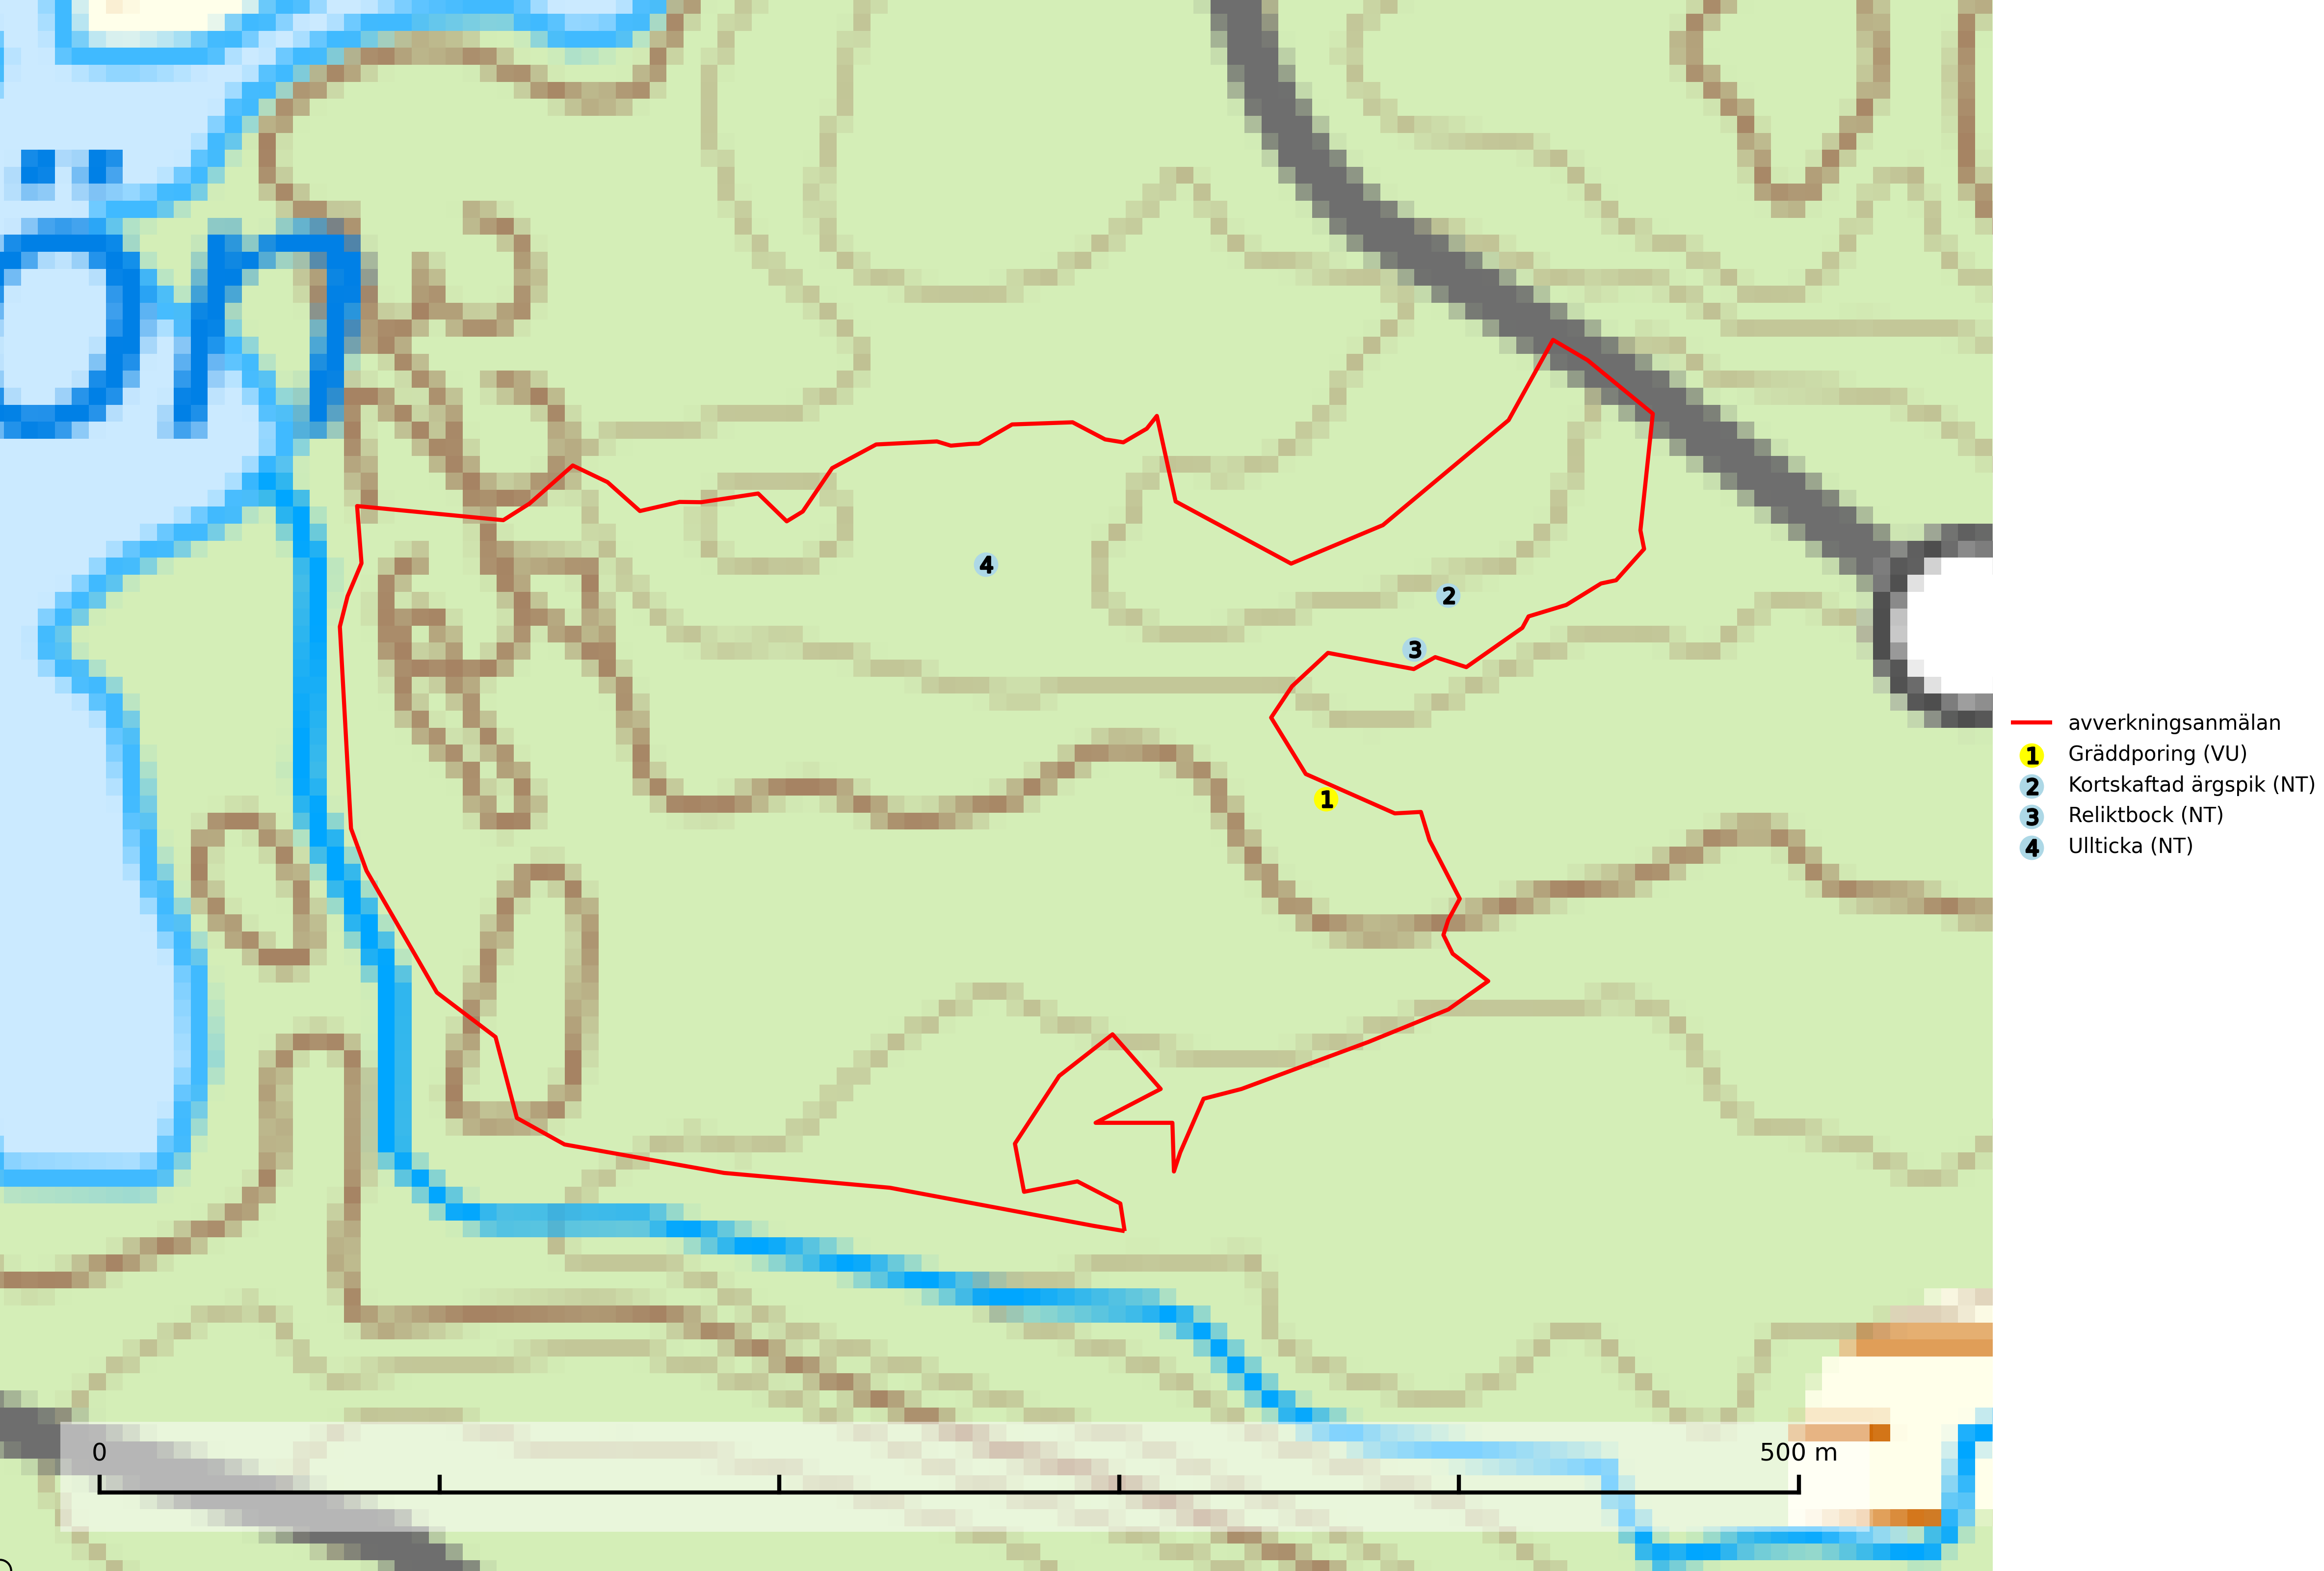 4
2
3
1
avverkningsanmälan
1 Gräddporing (VU)
2 Kortskaftad ärgspik (NT)
3 Reliktbock (NT)
4 Ullticka (NT)
0 500 m